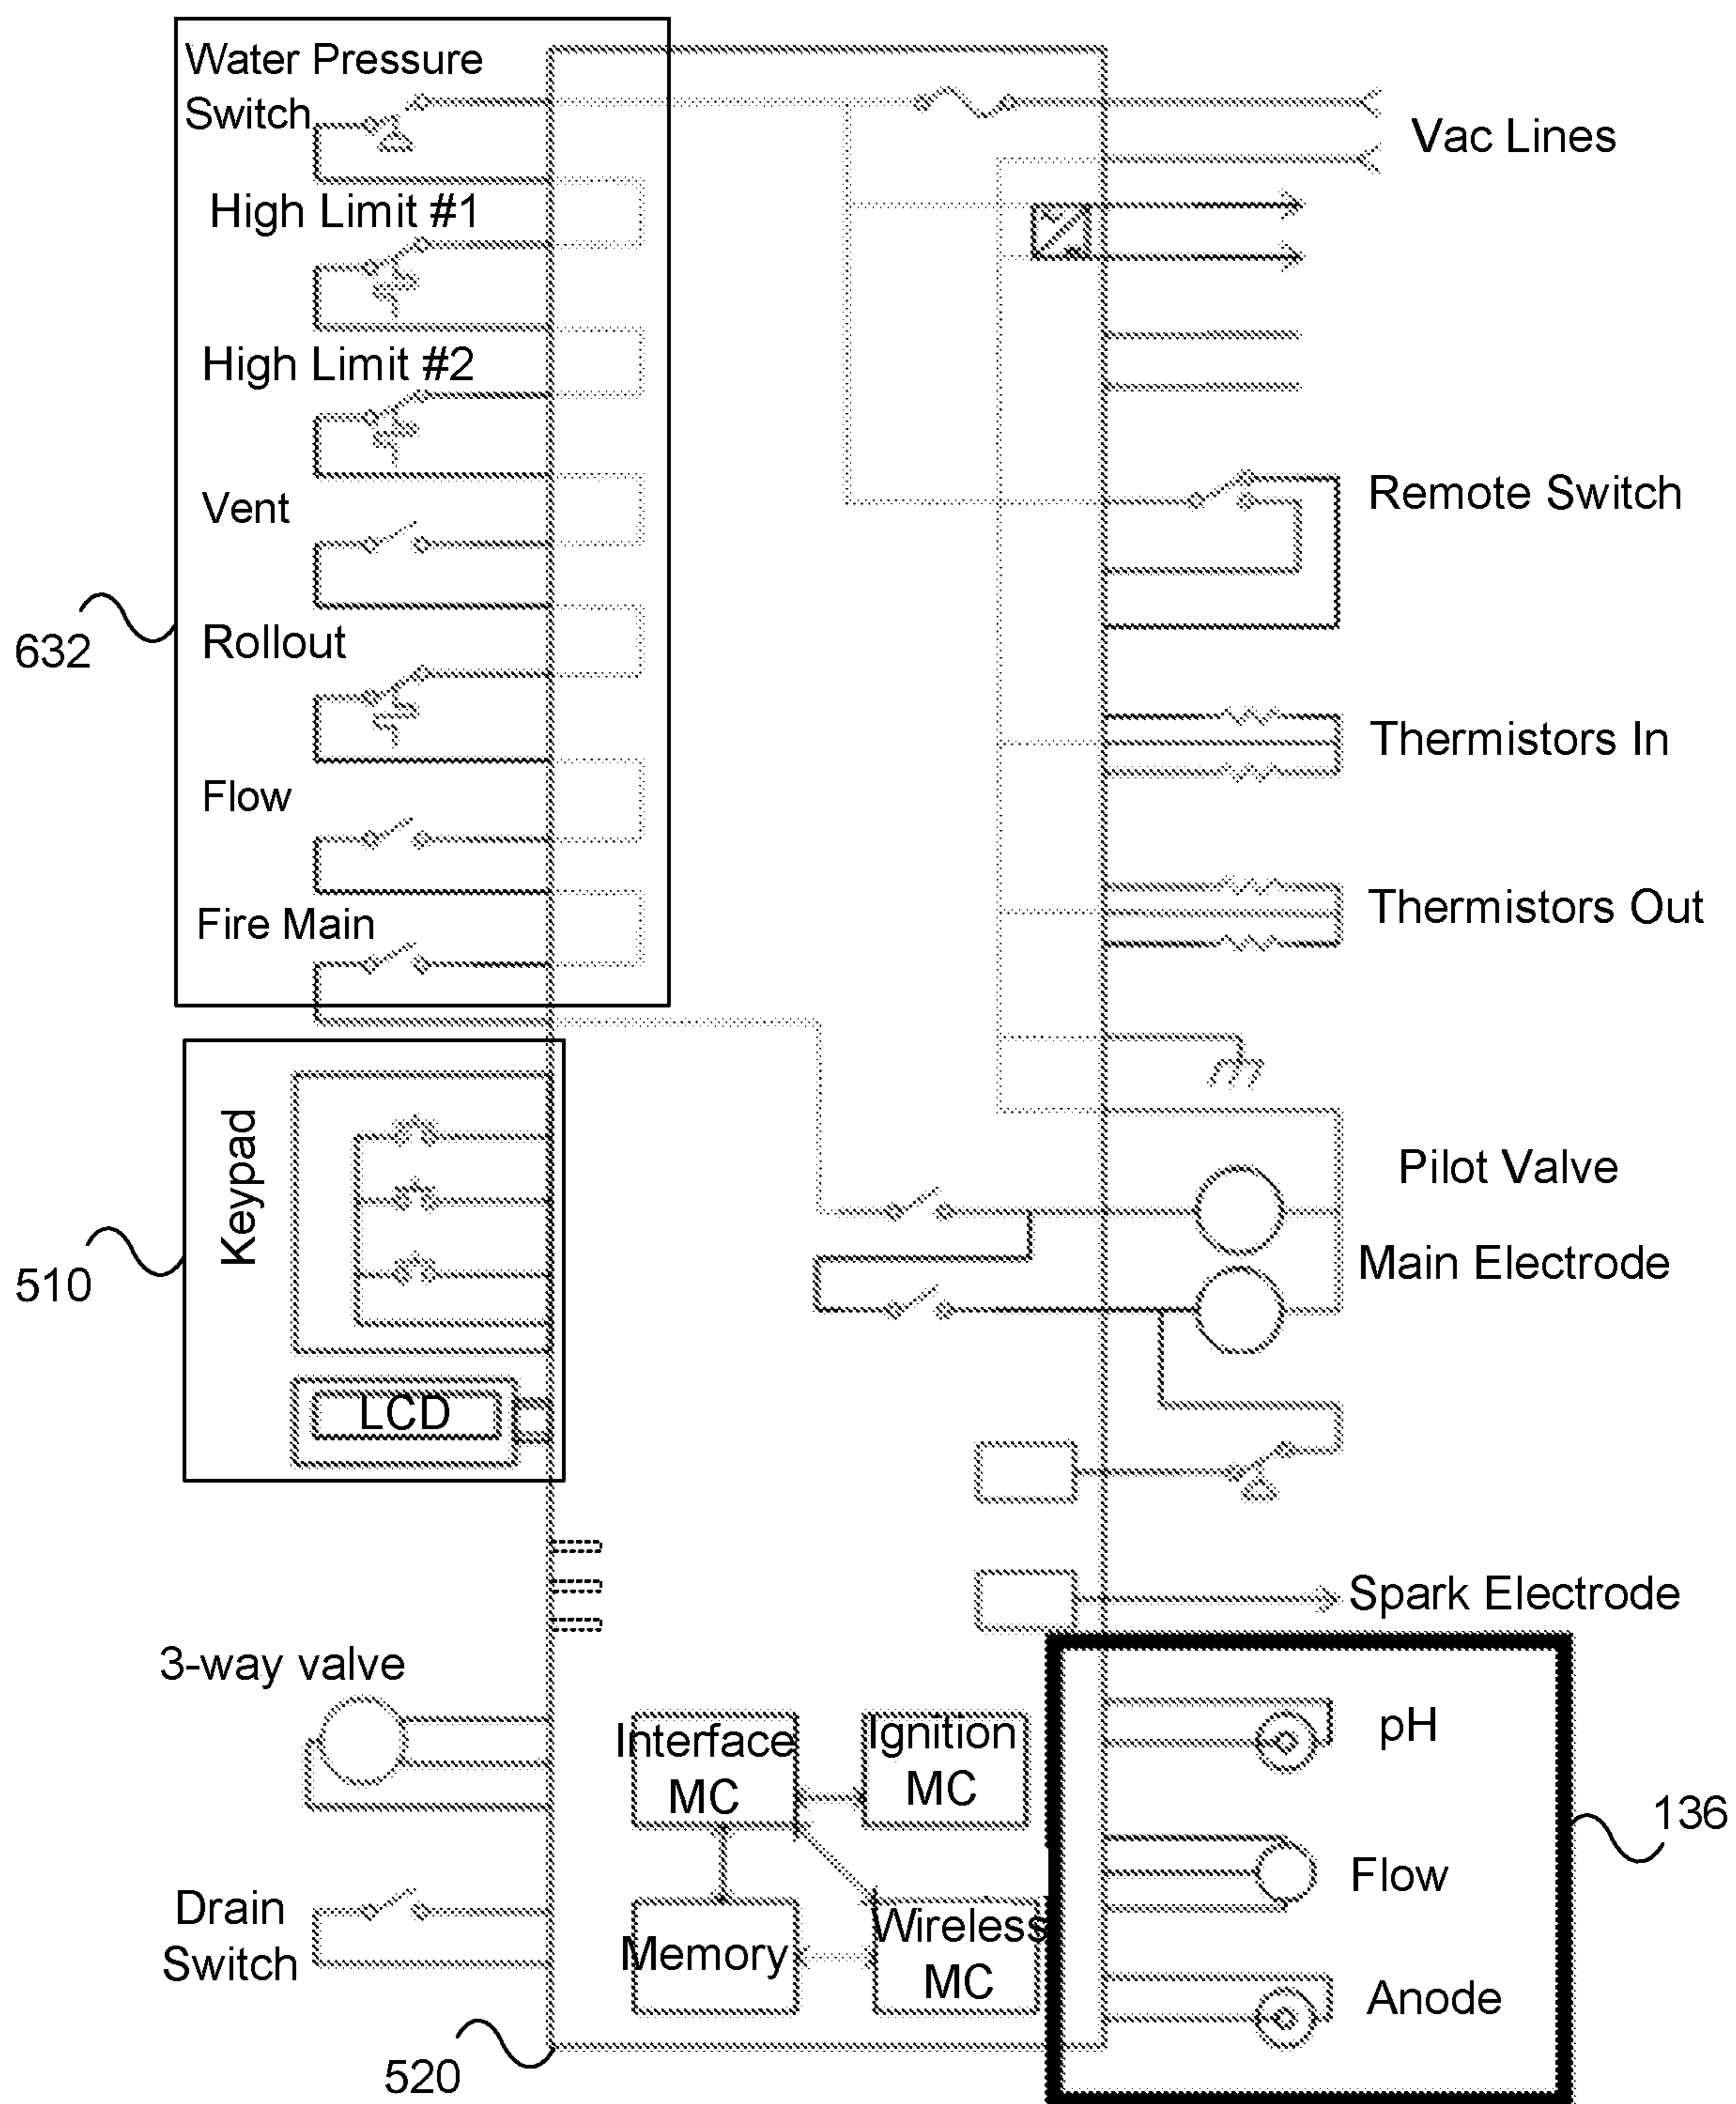 Water Pressure
Switch
High Limit #1
High Limit #2
Vent
Rollout
Flow
Fire Main
632
Keypad
LCD
510
3-way valve
Drain
Switch
520
Interface
MC
Ignition
MC
Memory
Wireless
MC
Vac Lines
Remote Switch
Thermistors In
Thermistors Out
Pilot Valve
Main Electrode
Spark Electrode
pH
Flow
Anode
136